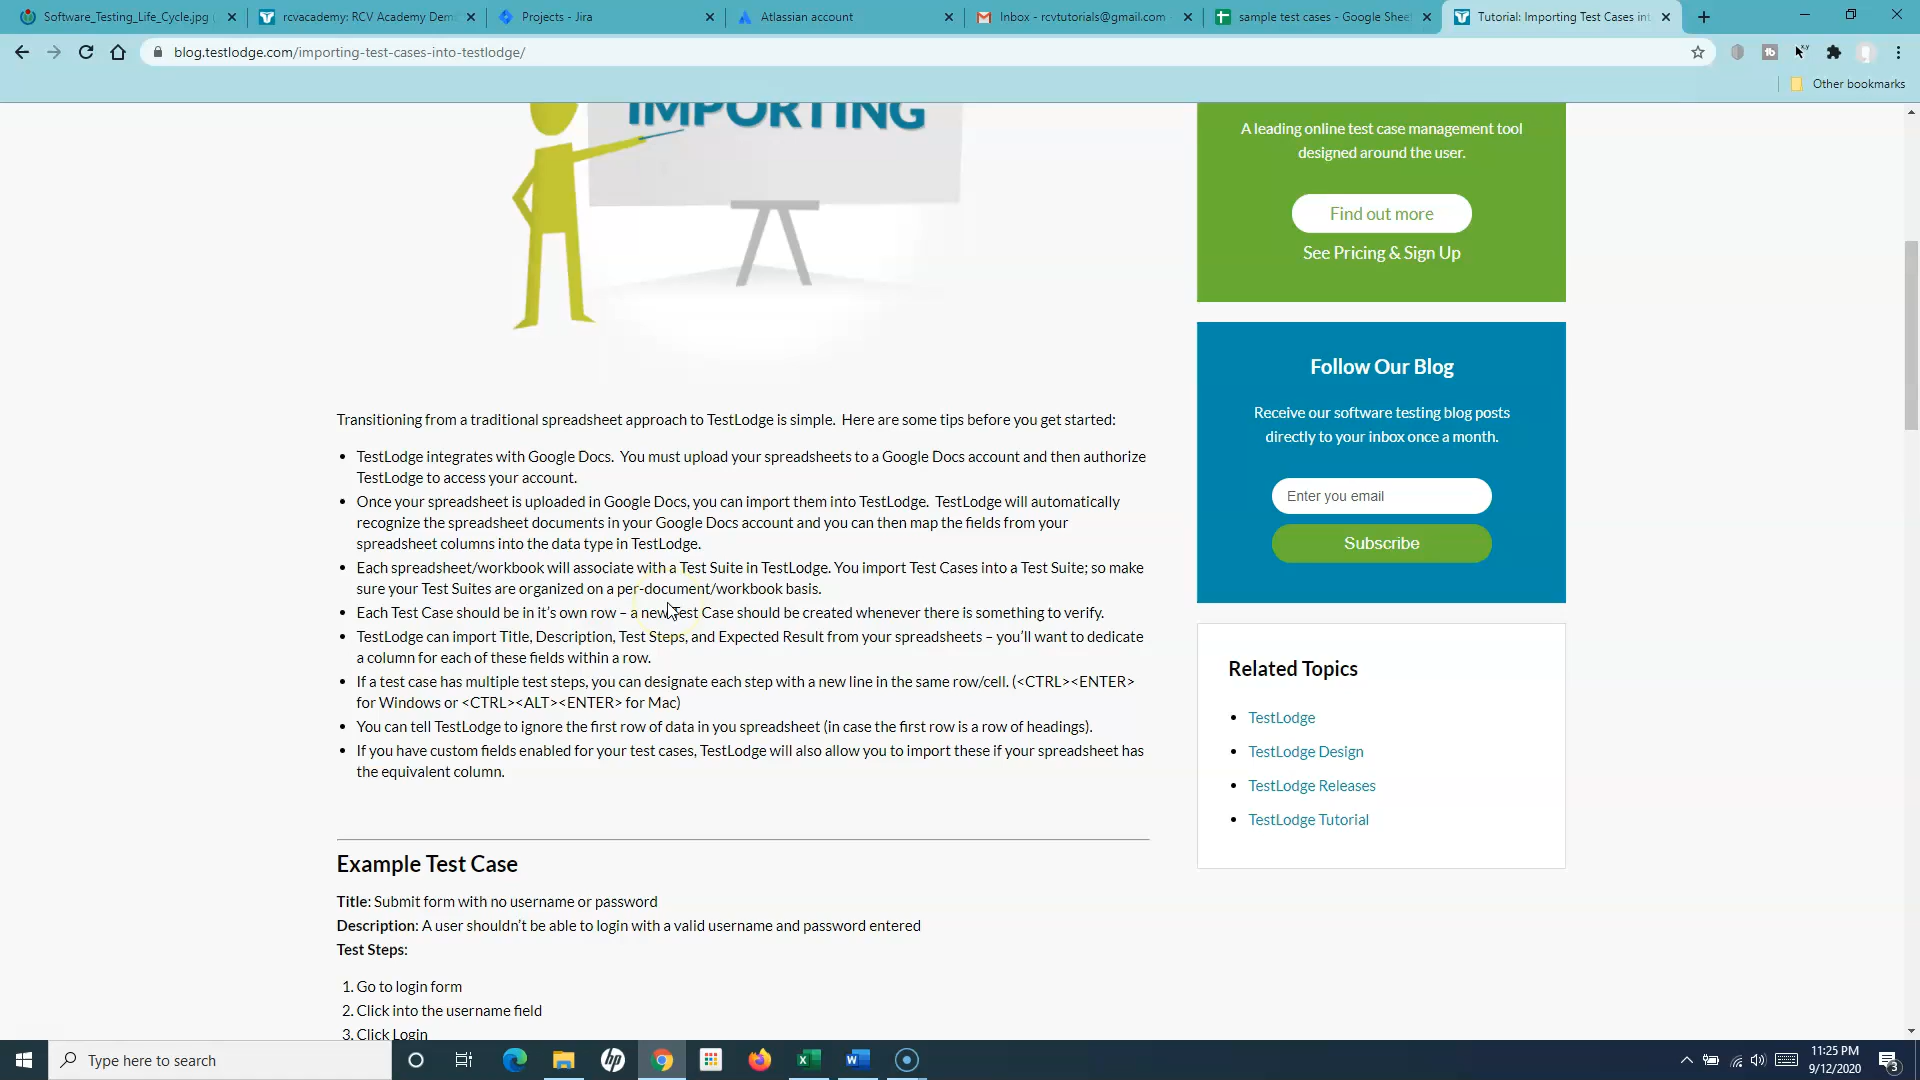 Software_Testing_Life_Cycle.jpg
rcvacademy: RCV Academy Dem
Projects - Jira
Atlassian account
Inbox - rcvtutorials@gmail.com
sample test cases - Google Shee
Tutorial: Importing Test Cases int
blog.testlodge.com/importing-test-cases-into-testlodge/
Other bookmarks
IMPORTING
A leading online test case management tool
designed around the user.
Find out more
See Pricing & Sign Up
Follow Our Blog
Receive our software testing blog posts
directly to your inbox once a month.
Enter you email
Subscribe
Transitioning from a traditional spreadsheet approach to TestLodge is simple. Here are some tips before you get started:
• TestLodge integrates with Google Docs. You must upload your spreadsheets to a Google Docs account and then authorize
TestLodge to access your account.
• Once your spreadsheet is uploaded in Google Docs, you can import them into TestLodge. TestLodge will automatically
recognize the spreadsheet documents in your Google Docs account and you can then map the fields from your
spreadsheet columns into the data type in TestLodge.
• Each spreadsheet/workbook will associate with a Test Suite in TestLodge. You import Test Cases into a Test Suite; so make
sure your Test Suites are organized on a per-document/workbook basis.
• Each Test Case should be in it's own row – a new Test Case should be created whenever there is something to verify.
• TestLodge can import Title, Description, Test Steps, and Expected Result from your spreadsheets – you'll want to dedicate
a column for each of these fields within a row.
• If a test case has multiple test steps, you can designate each step with a new line in the same row/cell. (<CTRL><ENTER>
for Windows or <CTRL><ALT><ENTER> for Mac)
• You can tell TestLodge to ignore the first row of data in you spreadsheet (in case the first row is a row of headings).
• If you have custom fields enabled for your test cases, TestLodge will also allow you to import these if your spreadsheet has
the equivalent column.
Related Topics
• TestLodge
• TestLodge Design
• TestLodge Releases
• TestLodge Tutorial
Example Test Case
Title: Submit form with no username or password
Description: A user shouldn't be able to login with a valid username and password entered
Test Steps:
1. Go to login form
2. Click into the username field
3. Click Login
Type here to search
11:25 PM
9/12/2020
3